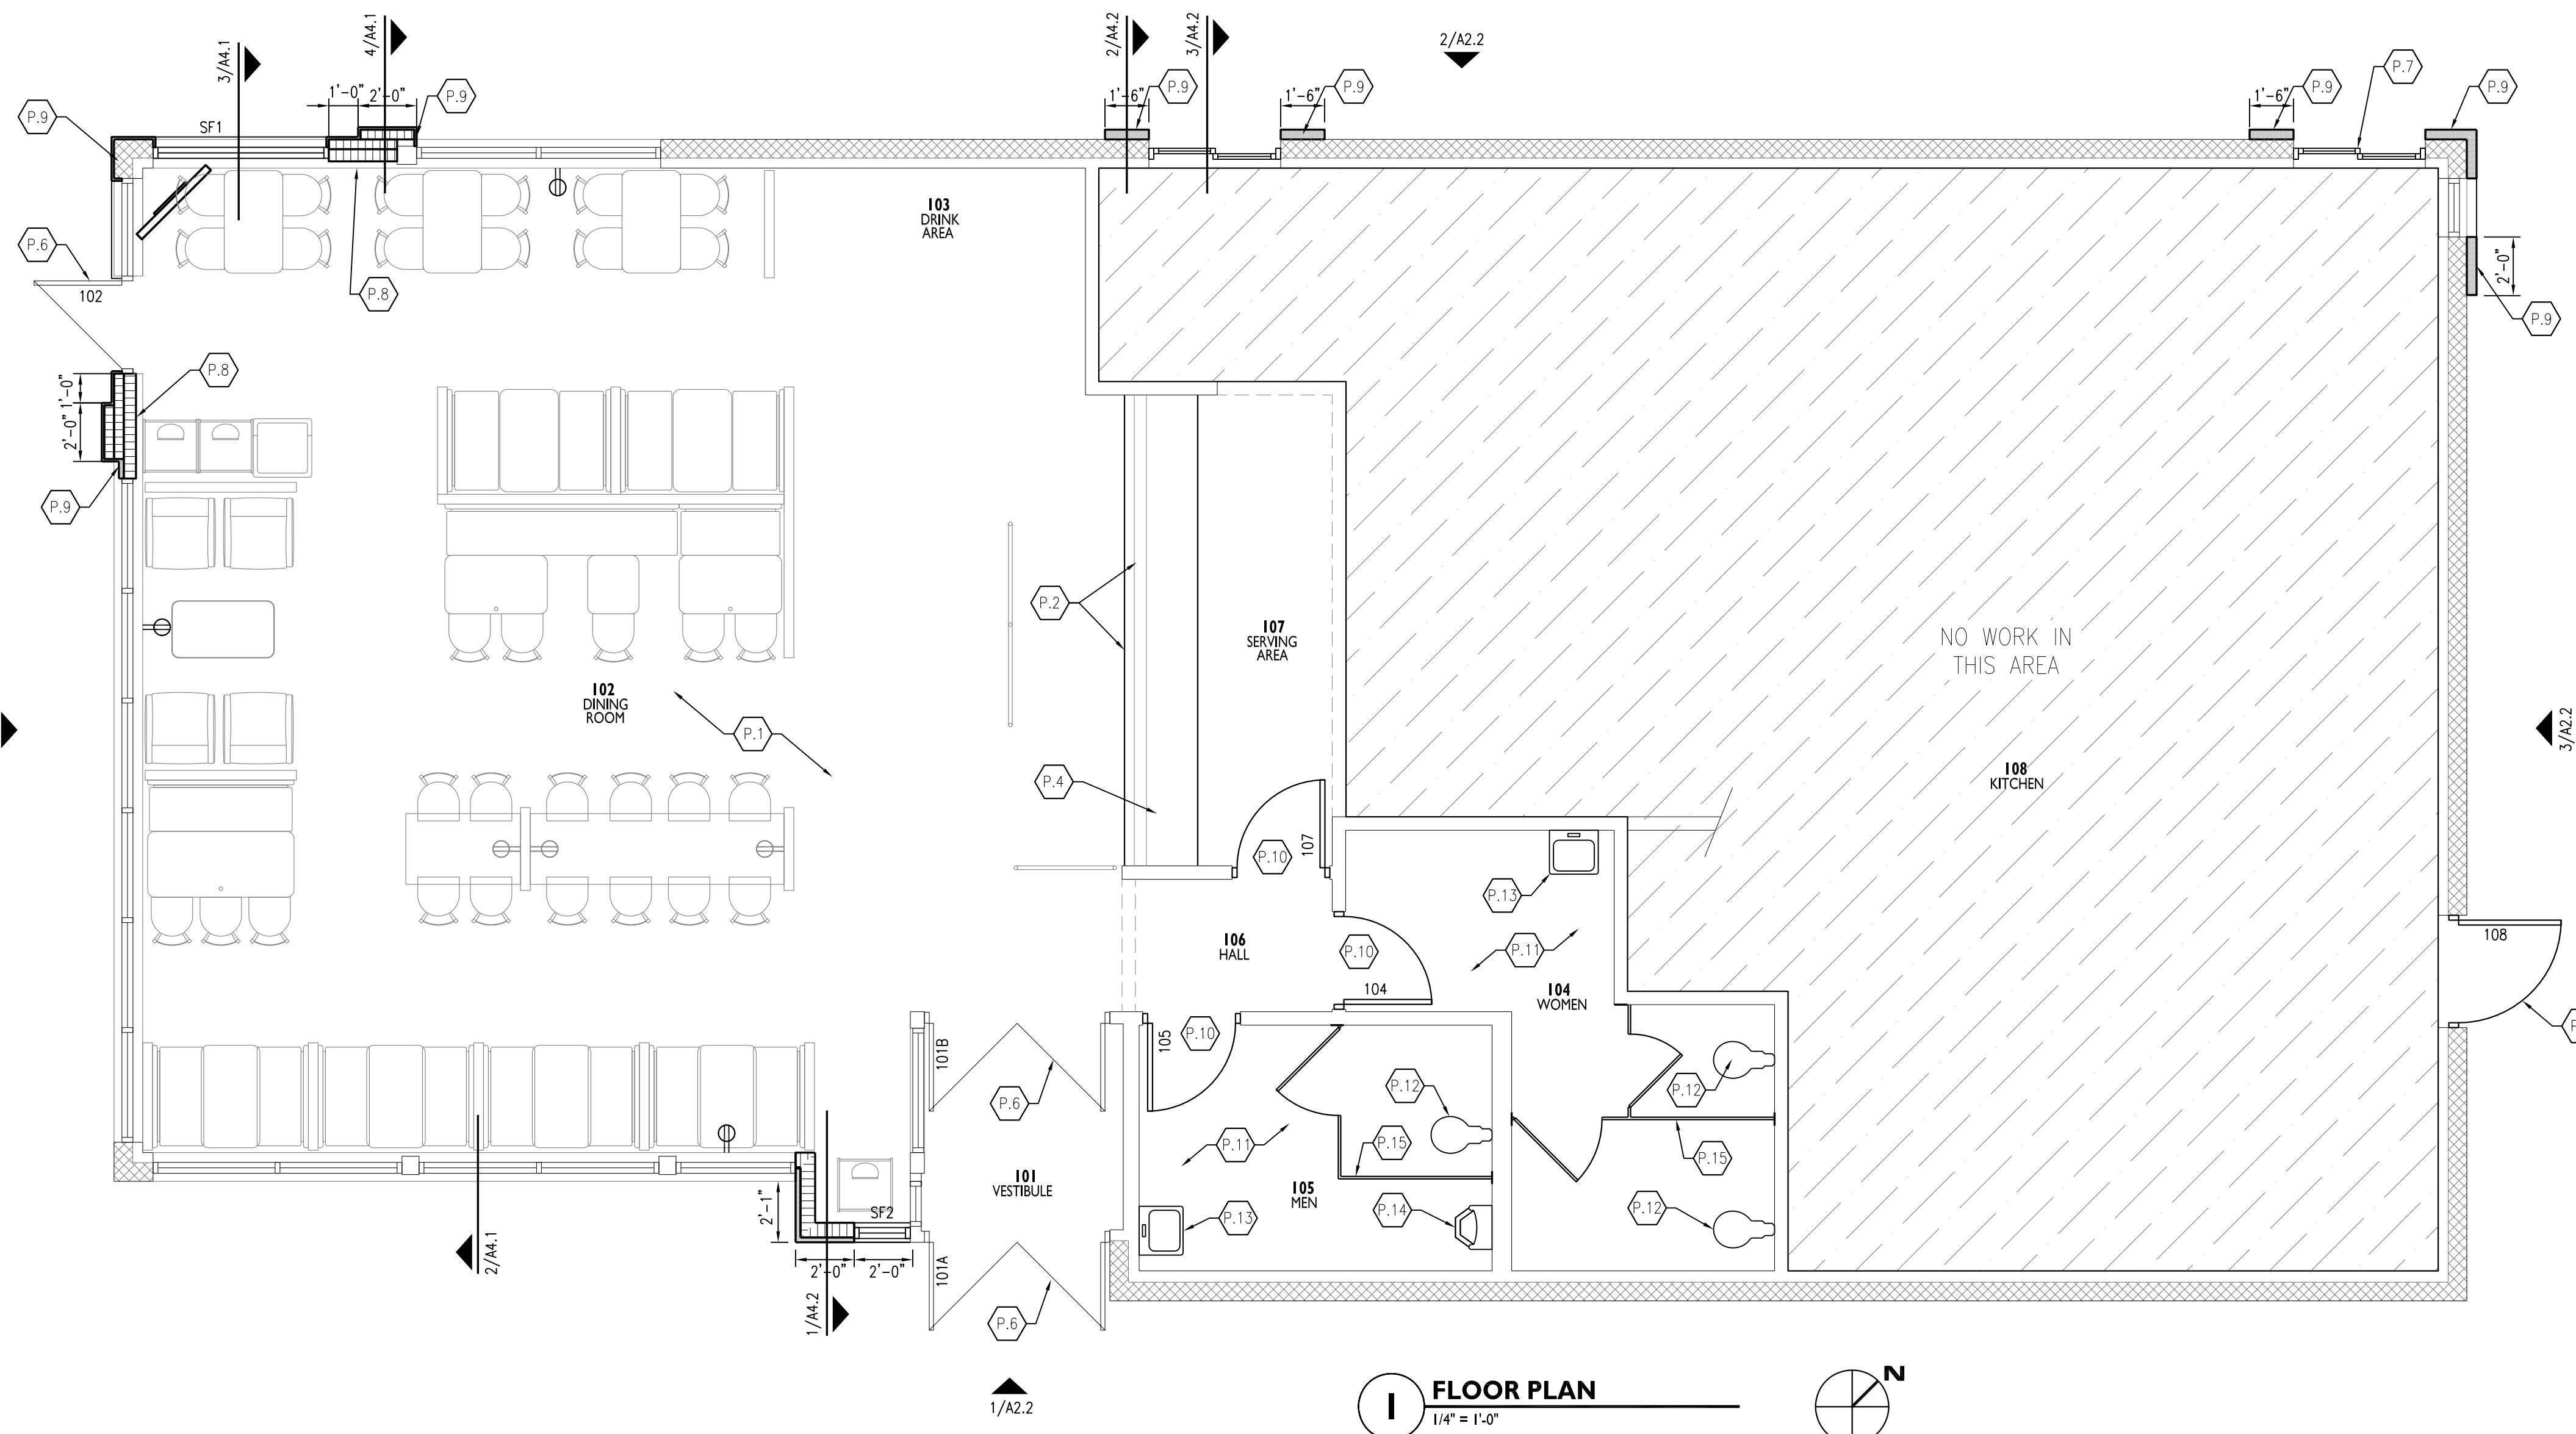 3/A4.1
4/A4.1
2/A4.2
3/A4.2
2/A2.2
P.7
P.9
1'-0"
2'-0"
P.9
1'-6"
P.9
1'-6"
P.9
1'-6"
P.9
P.9
SF1
103
DRINK
AREA
P.6
102
P.8
2'-0"
P.9
P.8
1'-0"
2'-0"
P.9
P.2
107
SERVING
AREA
NO WORK IN
THIS AREA
102
DINING
ROOM
P.1
P.4
108
KITCHEN
3/A2.2
P.10
107
P.13
106
HALL
P.10
104
P.11
104
WOMEN
108
105
P.10
101B
P.6
P.12
P.12
P.11
P.15
P.15
101
VESTIBULE
105
MEN
2'-1"
SF2
P.13
P.14
P.12
2/A4.1
2'-0"
2'-0"
101A
1/A4.2
P.6
1/A2.2
1
FLOOR PLAN
1/4" = 1'-0"
N